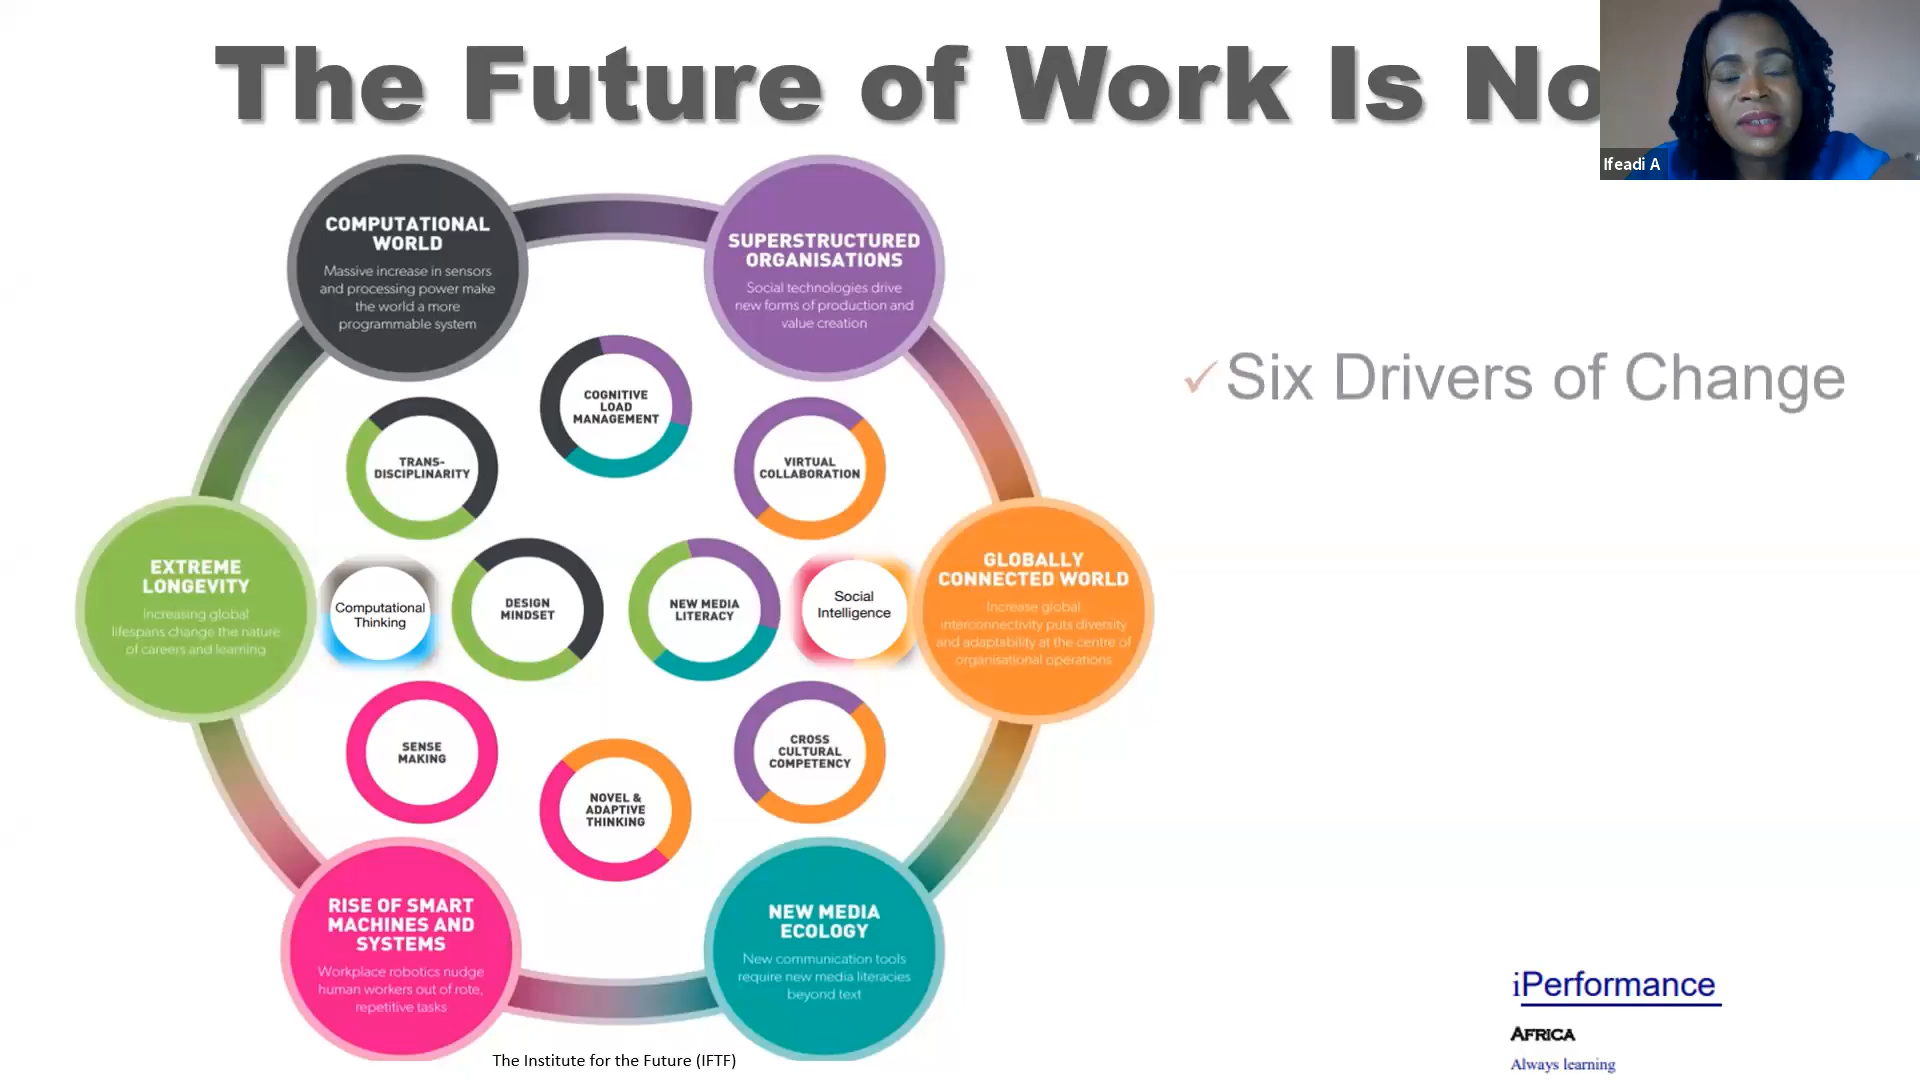 The Future of Work Is No
Ifeadi A
COMPUTATIONAL
WORLD
Massive increase in sensors
and processing power make
the world a more
programmable system
SUPERSTRUCTURED
ORGANISATIONS
Social technologies drive
new forms of production and
value creation
✓Six Drivers of Change
COGNITIVE
LOAD
MANAGEMENT
TRANS-
DISCIPLINARITY
VIRTUAL
COLLABORATION
EXTREME
LONGEVITY
Increasing global
lifespans change the nature
of careers and learning
Computational
Thinking
DESIGN
MINDSET
NEW MEDIA
LITERACY
Social
Intelligence
GLOBALLY
CONNECTED WORLD
Increase global
interconnectivity puts diversity
and adaptability at the centre of
organisational operations
SENSE
MAKING
NOVEL &
ADAPTIVE
THINKING
CROSS
CULTURAL
COMPETENCY
RISE OF SMART
MACHINES AND
SYSTEMS
Workplace robotics nudge
human workers out of rote,
repetitive tasks
NEW MEDIA
ECOLOGY
New communication tools
require new media literacies
beyond text
The Institute for the Future (IFTF)
iPerformance
AFRICA
Always learning